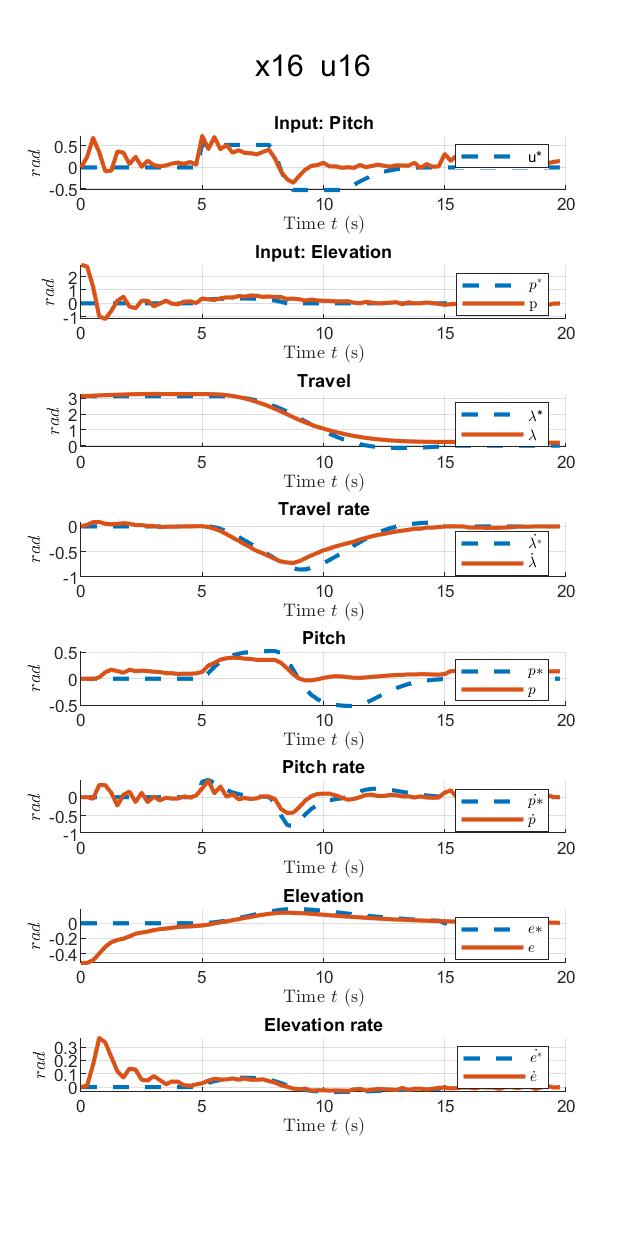 x16 u16
Input: Pitch
0.5
0
-0.5
rad
u*
0 5 10 15 20
Time t (s)
Input: Elevation
2
1
0
-1
rad
p*
p
0 5 10 15 20
Time t (s)
Travel
3
2
1
0
rad
λ*
λ
0 5 10 15 20
Time t (s)
Travel rate
0
-0.5
-1
rad
λ̇*
λ̇
0 5 10 15 20
Time t (s)
Pitch
0.5
0
-0.5
rad
p*
p
0 5 10 15 20
Time t (s)
Pitch rate
0
-0.5
-1
rad
ṗ*
ṗ
0 5 10 15 20
Time t (s)
Elevation
0
-0.2
-0.4
rad
e*
e
0 5 10 15 20
Time t (s)
Elevation rate
0.3
0.2
0.1
0
rad
ė*
ė
0 5 10 15 20
Time t (s)